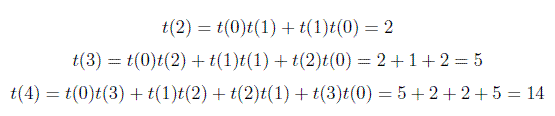 t(2) = t(0)t(1) + t(1)t(0) = 2
t(3) = t(0)t(2) + t(1)t(1) + t(2)t(0) = 2 + 1 + 2 = 5
t(4) = t(0)t(3) + t(1)t(2) + t(2)t(1) + t(3)t(0) = 5 + 2 + 2 + 5 = 14